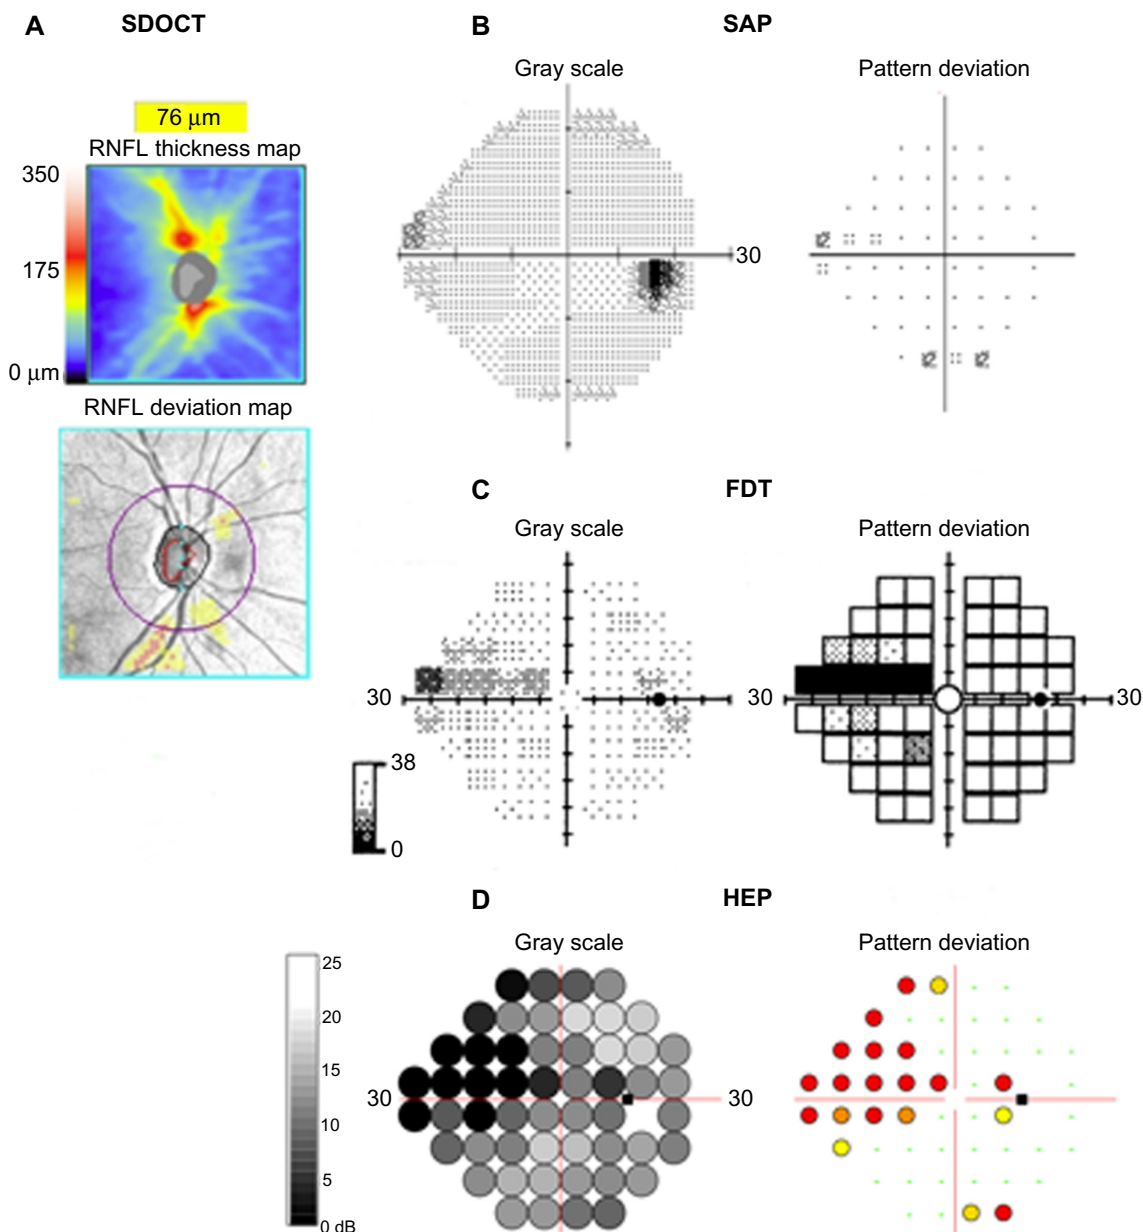 A SDOCT
76 μm
RNFL thickness map
350
175
0 μm
RNFL deviation map
B SAP
Gray scale
Pattern deviation
30
C FDT
Gray scale
Pattern deviation
30
30
30
38
0
D HEP
Gray scale
Pattern deviation
25
20
15
10
5
0 dB
30
30